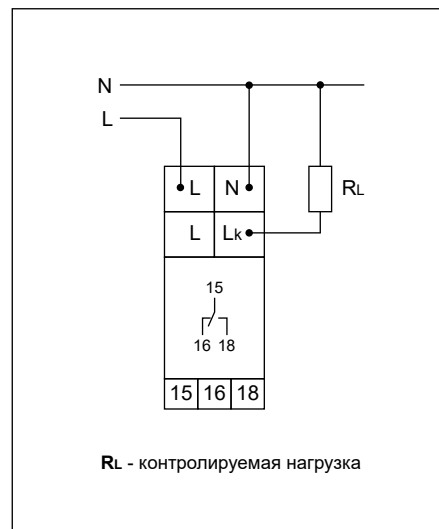 N
L
L N
RL
L Lk
15
16 18
15 16 18
RL - контролируемая нагрузка